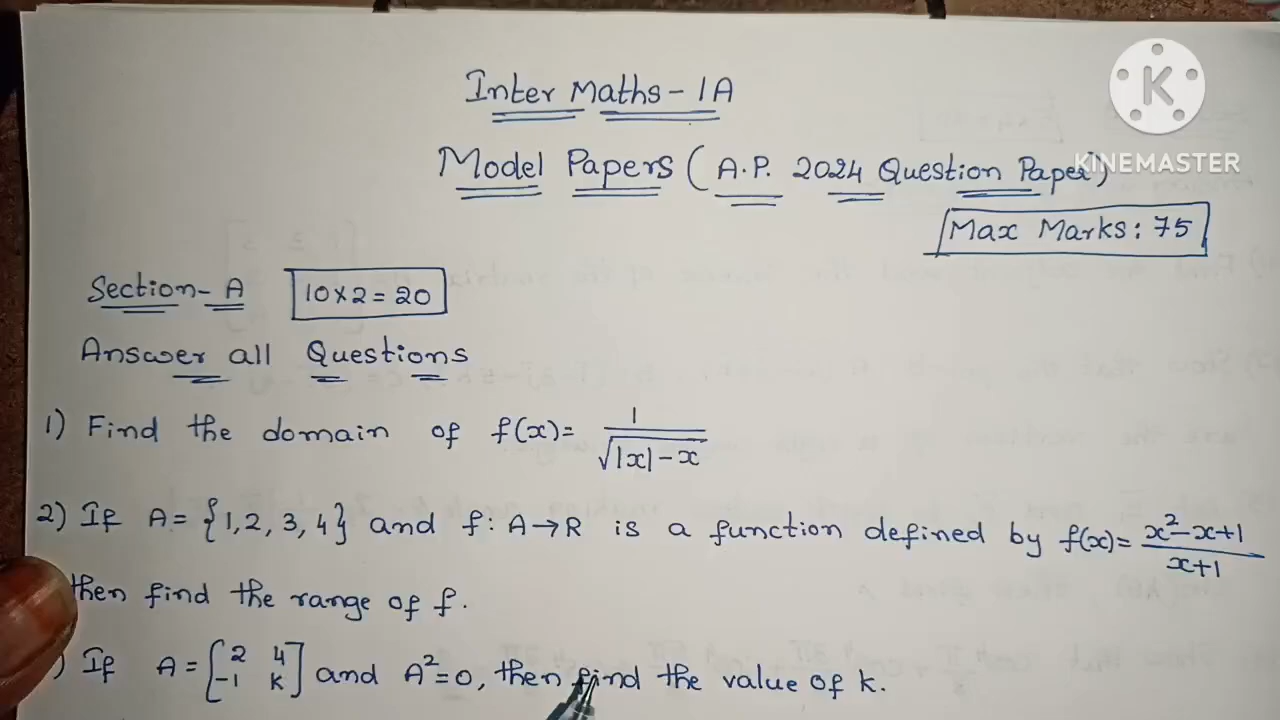 Inter Maths - 1A
KINEMASTER
Model Papers (A.P. 2024 Question Paper)
Max Marks: 75
Section - A 10×2=20
Answer all Questions
1) Find the domain of f(x)= 1/√|x|-x
2) If A = {1,2,3,4} and f: A→R is a function defined by f(x)= x²-x+1/x+1
then find the range of f.
) If A = [2 4 -1 k] and A²=0, then find the value of k.